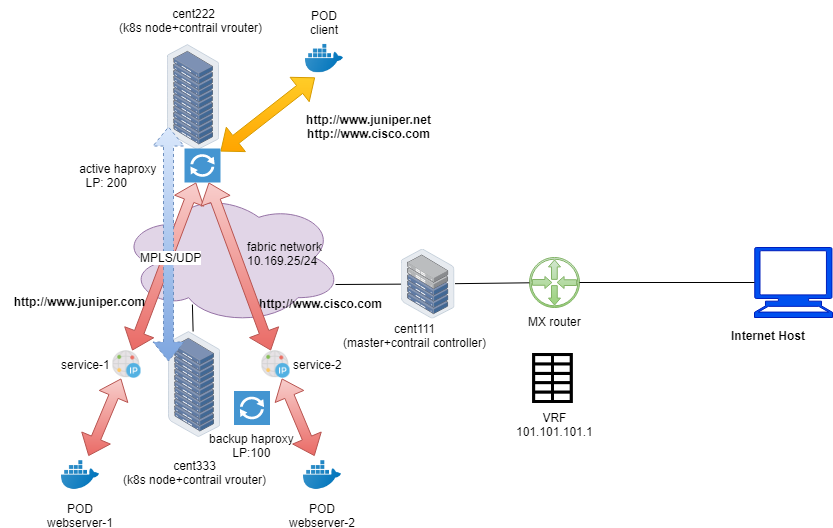 cent222
(k8s node+contrail vrouter)
POD
client
http://www.juniper.net
http://www.cisco.com
active haproxy
LP: 200
fabric network
10.169.25/24
MPLS/UDP
http://www.juniper.com
http://www.cisco.com
cent111
(master+contrail controller)
MX router
Internet Host
service-1
IP
IP
service-2
VRF
101.101.101.1
backup haproxy
LP:100
cent333
(k8s node+contrail vrouter)
POD
webserver-1
POD
webserver-2